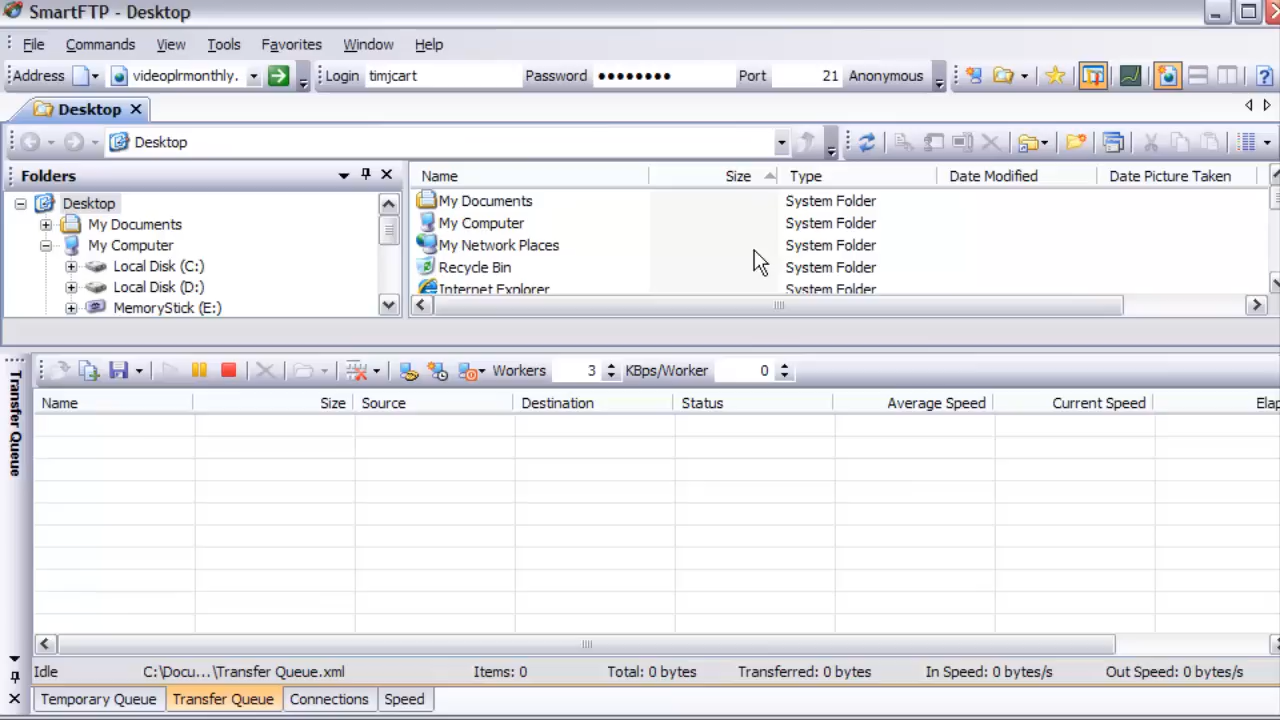 SmartFTP - Desktop
File Commands View Tools Favorites Window Help
Address videoplrmonthly. Login timjcart Password ●●●●●●●● Port 21 Anonymous
Desktop
Desktop
Folders
Desktop
My Documents
My Computer
Local Disk (C:)
Local Disk (D:)
MemoryStick (E:)
Name Size Type Date Modified Date Picture Taken
My Documents System Folder
My Computer System Folder
My Network Places System Folder
Recycle Bin System Folder
Internet Explorer System Folder
Workers 3 KBps/Worker 0
Transfer Queue
Name Size Source Destination Status Average Speed Current Speed Elap
Idle C:\Docu...\Transfer Queue.xml Items: 0 Total: 0 bytes Transferred: 0 bytes In Speed: 0 bytes/s Out Speed: 0 bytes/s
Temporary Queue Transfer Queue Connections Speed